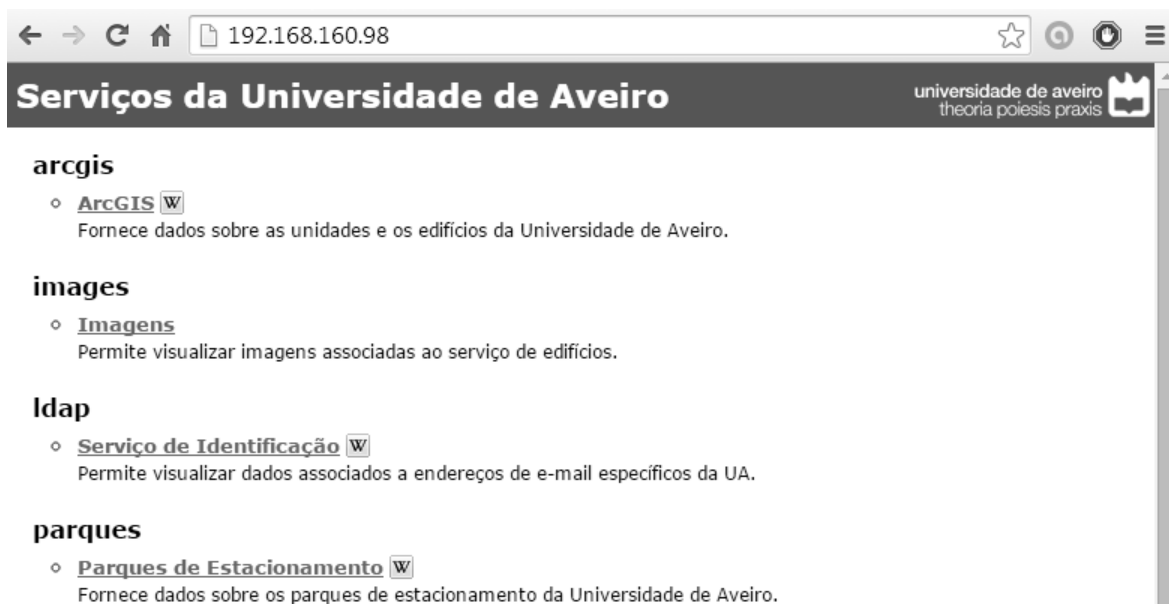 192.168.160.98
Serviços da Universidade de Aveiro
universidade de aveiro
theoria poiesis praxis
arcgis
ArcGIS W
Fornece dados sobre as unidades e os edifícios da Universidade de Aveiro.
images
Imagens
Permite visualizar imagens associadas ao serviço de edifícios.
ldap
Serviço de Identificação W
Permite visualizar dados associados a endereços de e-mail específicos da UA.
parques
Parques de Estacionamento W
Fornece dados sobre os parques de estacionamento da Universidade de Aveiro.